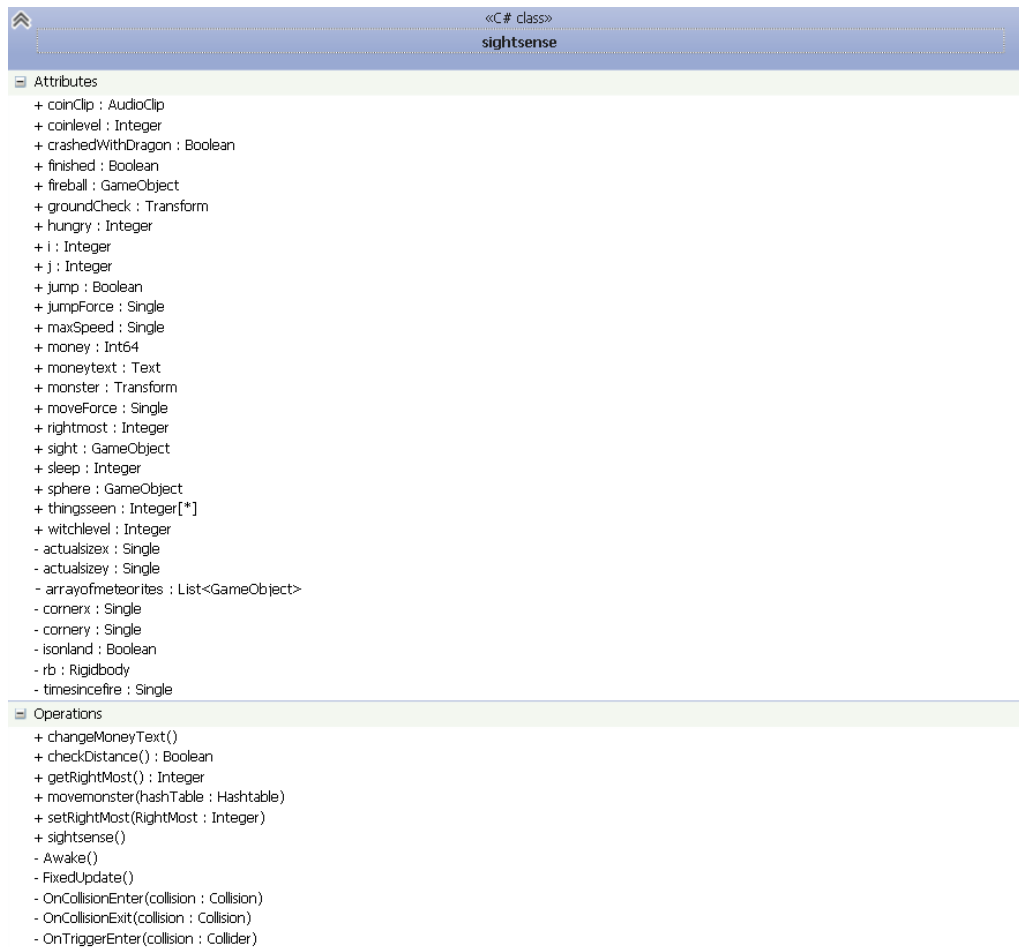 «C# class»
sightsense
Attributes
+ coinClip : AudioClip
+ coinlevel : Integer
+ crashedWithDragon : Boolean
+ finished : Boolean
+ fireball : GameObject
+ groundCheck : Transform
+ hungry : Integer
+ i : Integer
+ j : Integer
+ jump : Boolean
+ jumpForce : Single
+ maxSpeed : Single
+ money : Int64
+ moneytext : Text
+ monster : Transform
+ moveForce : Single
+ rightmost : Integer
+ sight : GameObject
+ sleep : Integer
+ sphere : GameObject
+ thingsseen : Integer[*]
+ witchlevel : Integer
- actualsizex : Single
- actualsizey : Single
- arrayofmeteorites : List<GameObject>
- cornerx : Single
- cornery : Single
- isonland : Boolean
- rb : Rigidbody
- timesincefire : Single
Operations
+ changeMoneyText()
+ checkDistance() : Boolean
+ getRightMost() : Integer
+ movemonster(hashTable : Hashtable)
+ setRightMost(RightMost : Integer)
+ sightsense()
- Awake()
- FixedUpdate()
- OnCollisionEnter(collision : Collision)
- OnCollisionExit(collision : Collision)
- OnTriggerEnter(collision : Collider)